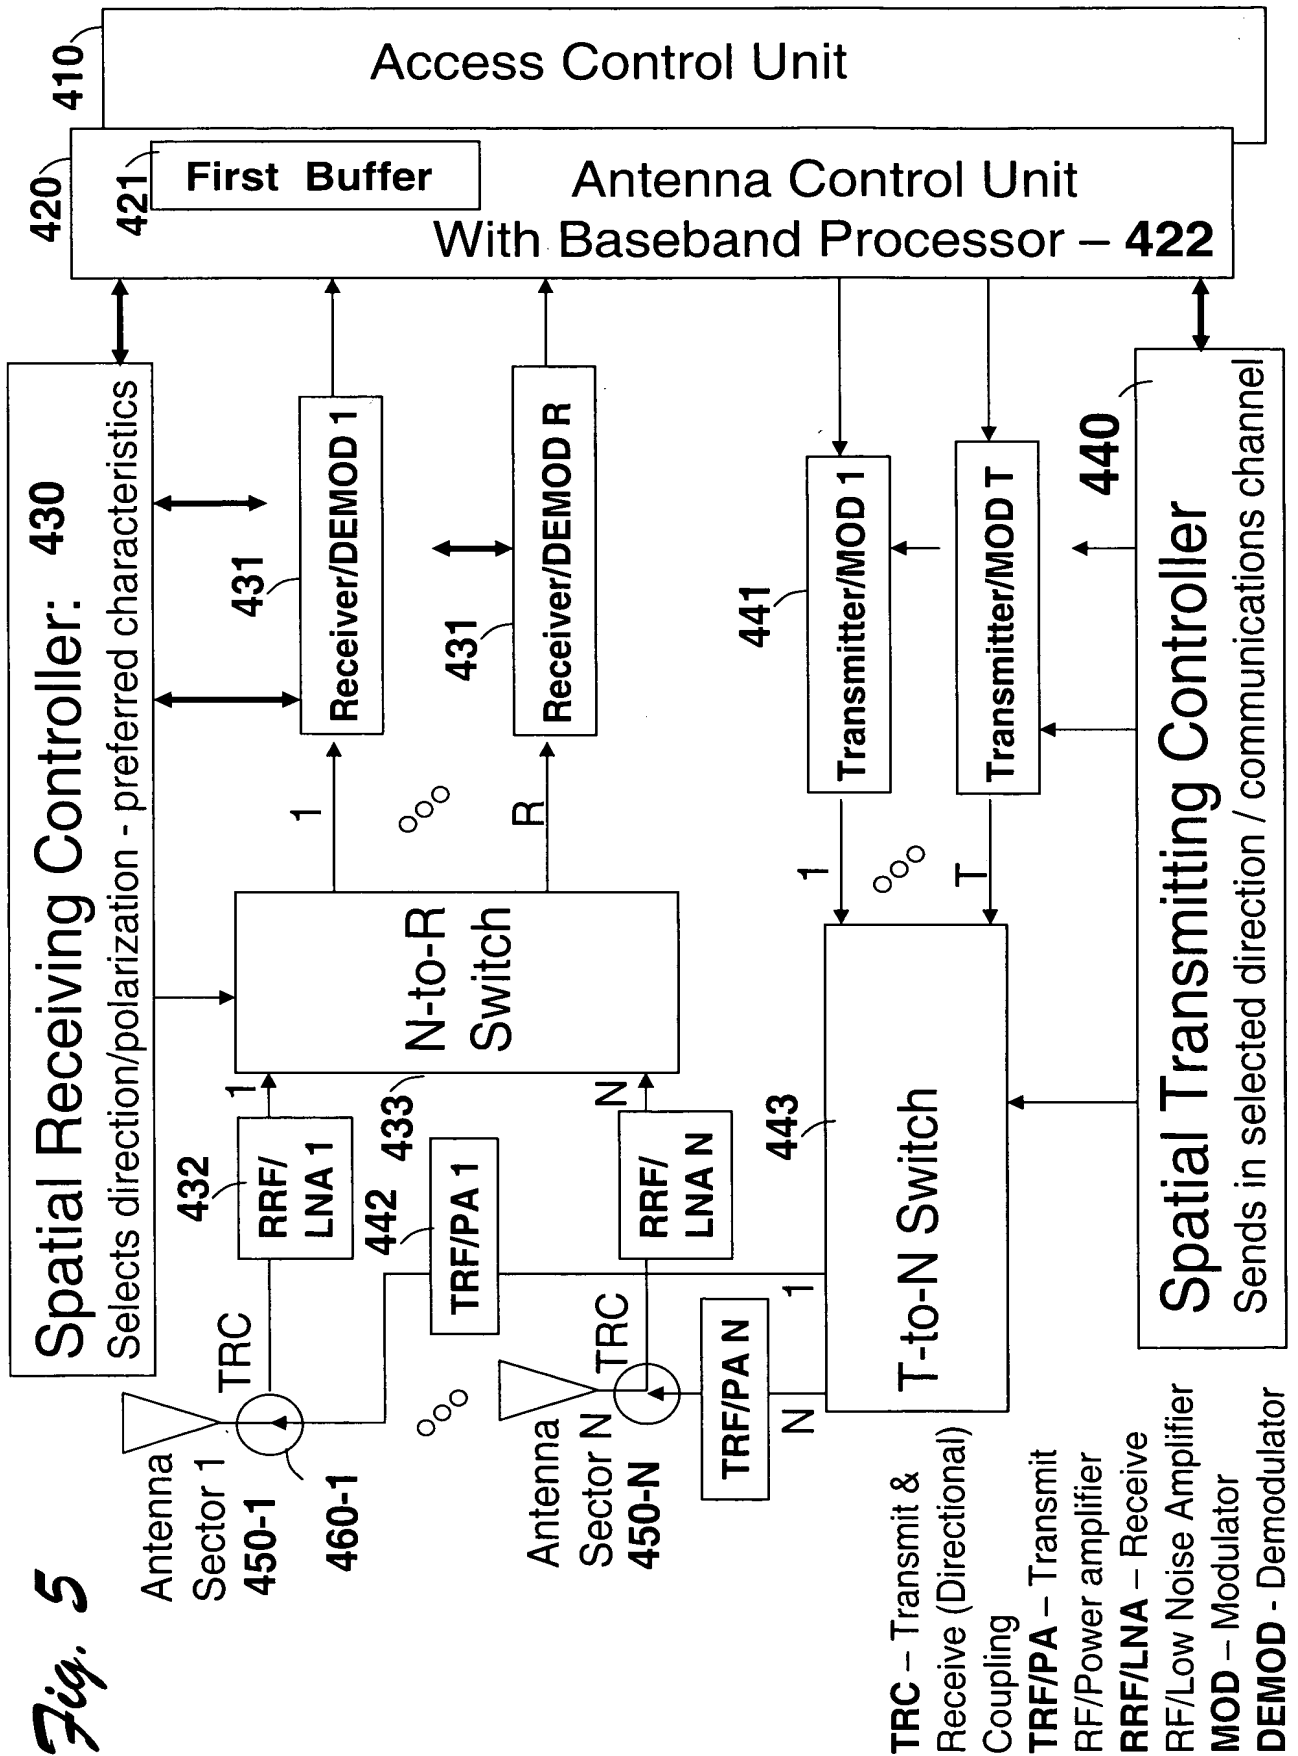 Fig. 5
Access Control Unit
410
420
421
First Buffer
Antenna Control Unit
With Baseband Processor – 422
Spatial Receiving Controller: 430
Selects direction/polarization - preferred characteristics
431
Receiver/DEMOD 1
431
Receiver/DEMOD R
1
R
N-to-R
Switch
433
1
N
432
RRF/
LNA 1
RRF/
LNA N
442
TRF/PA 1
TRF/PA N
TRC
TRC
Antenna
Sector 1
450-1
460-1
Antenna
Sector N
450-N
441
Transmitter/MOD 1
Transmitter/MOD T
1
T
443
T-to-N Switch
1
N
440
Spatial Transmitting Controller
Sends in selected direction / communications channel
TRC – Transmit &
Receive (Directional)
Coupling
TRF/PA – Transmit
RF/Power amplifier
RRF/LNA – Receive
RF/Low Noise Amplifier
MOD – Modulator
DEMOD - Demodulator